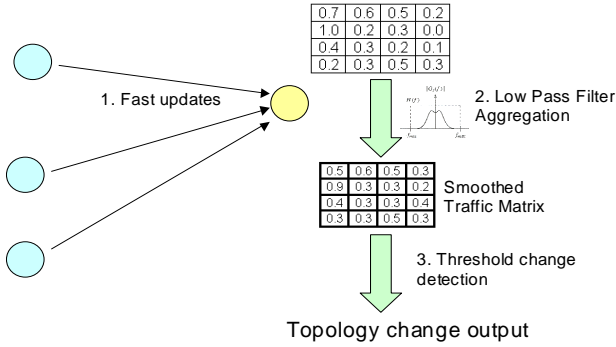 0.7 0.6 0.5 0.2
1.0 0.2 0.3 0.0
0.4 0.3 0.2 0.1
0.2 0.3 0.5 0.3
1. Fast updates
2. Low Pass Filter
Aggregation
0.5 0.6 0.5 0.3
0.9 0.3 0.3 0.2
0.4 0.3 0.3 0.4
0.3 0.3 0.5 0.3
Smoothed
Traffic Matrix
3. Threshold change
detection
Topology change output